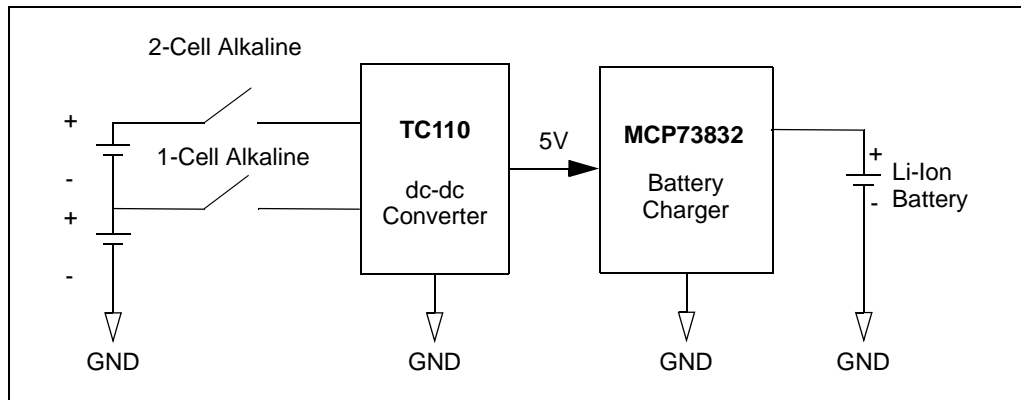 2-Cell Alkaline
+
-
1-Cell Alkaline
+
-
TC110
dc-dc
Converter
5V
MCP73832
Battery
Charger
+
-
Li-Ion
Battery
GND
GND
GND
GND